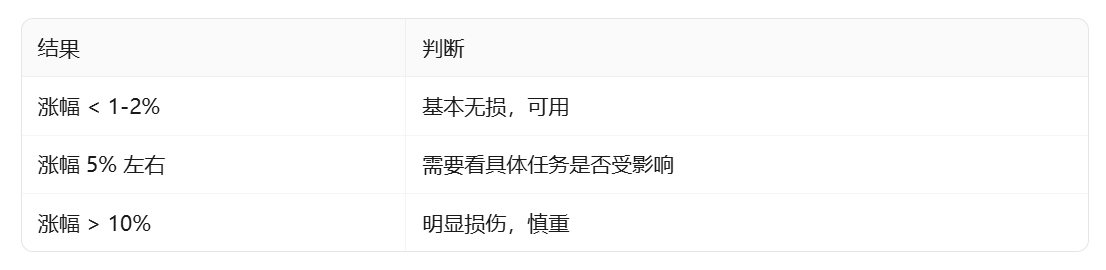 结果 判断
涨幅 < 1-2% 基本无损，可用
涨幅 5% 左右 需要看具体任务是否受影响
涨幅 > 10% 明显损伤，慎重